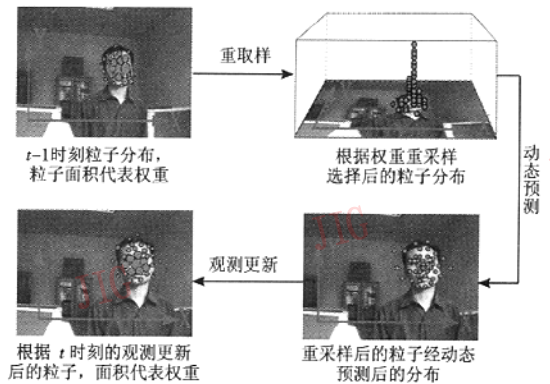 重取样
t-1时刻粒子分布，
粒子面积代表权重
根据权重重采样
选择后的粒子分布
动态预测
JIG
JIG
观测更新
根据 t 时刻的观测更新
后的粒子，面积代表权重
重采样后的粒子经动态
预测后的分布